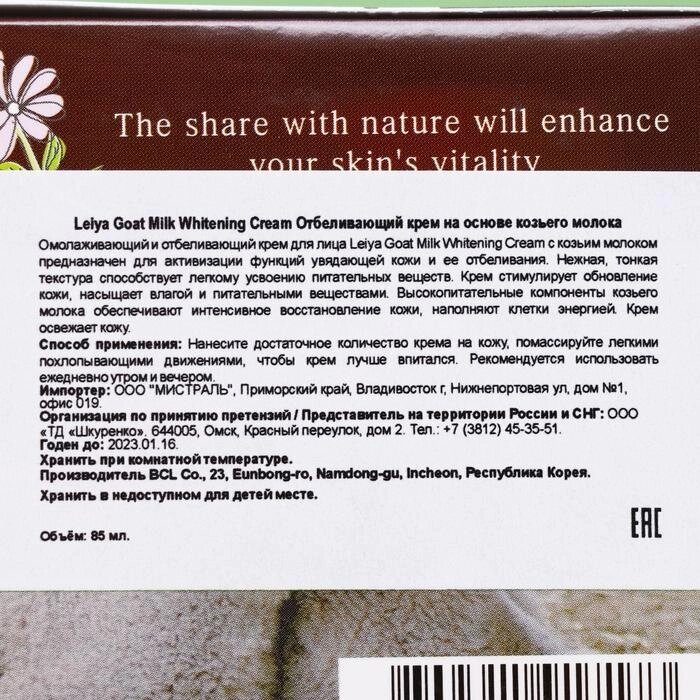 The share with nature will enhance
your skin's vitality
Leiya Goat Milk Whitening Cream Отбеливающий крем на основе козьего молока
Омолаживающий и отбеливающий крем для лица Leiya Goat Milk Whitening Cream с козьим молоком
предназначен для активизации функций увядающей кожи и ее отбеливания. Нежная, тонкая
текстура способствует легкому усвоению питательных веществ. Крем стимулирует обновление
кожи, насыщает влагой и питательными веществами. Высокопитательные компоненты козьего
молока обеспечивают интенсивное восстановление кожи, наполняют клетки энергией. Крем
освежает кожу.
Способ применения: Нанесите достаточное количество крема на кожу, помассируйте легкими
похлопывающими движениями, чтобы крем лучше впитался. Рекомендуется использовать
ежедневно утром и вечером.
Импортер: ООО "МИСТРАЛЬ", Приморский край, Владивосток г, Нижнепортовая ул, дом №1,
офис 019.
Организация по принятию претензий / Представитель на территории России и СНГ: ООО
«ТД «Шкуренко». 644005, Омск, Красный переулок, дом 2. Тел.: +7 (3812) 45-35-51.
Годен до: 2023.01.16.
Хранить при комнатной температуре.
Производитель BCL Co., 23, Eunbong-ro, Namdong-gu, Incheon, Республика Корея.
Хранить в недоступном для детей месте.
EAC
Объём: 85 мл.